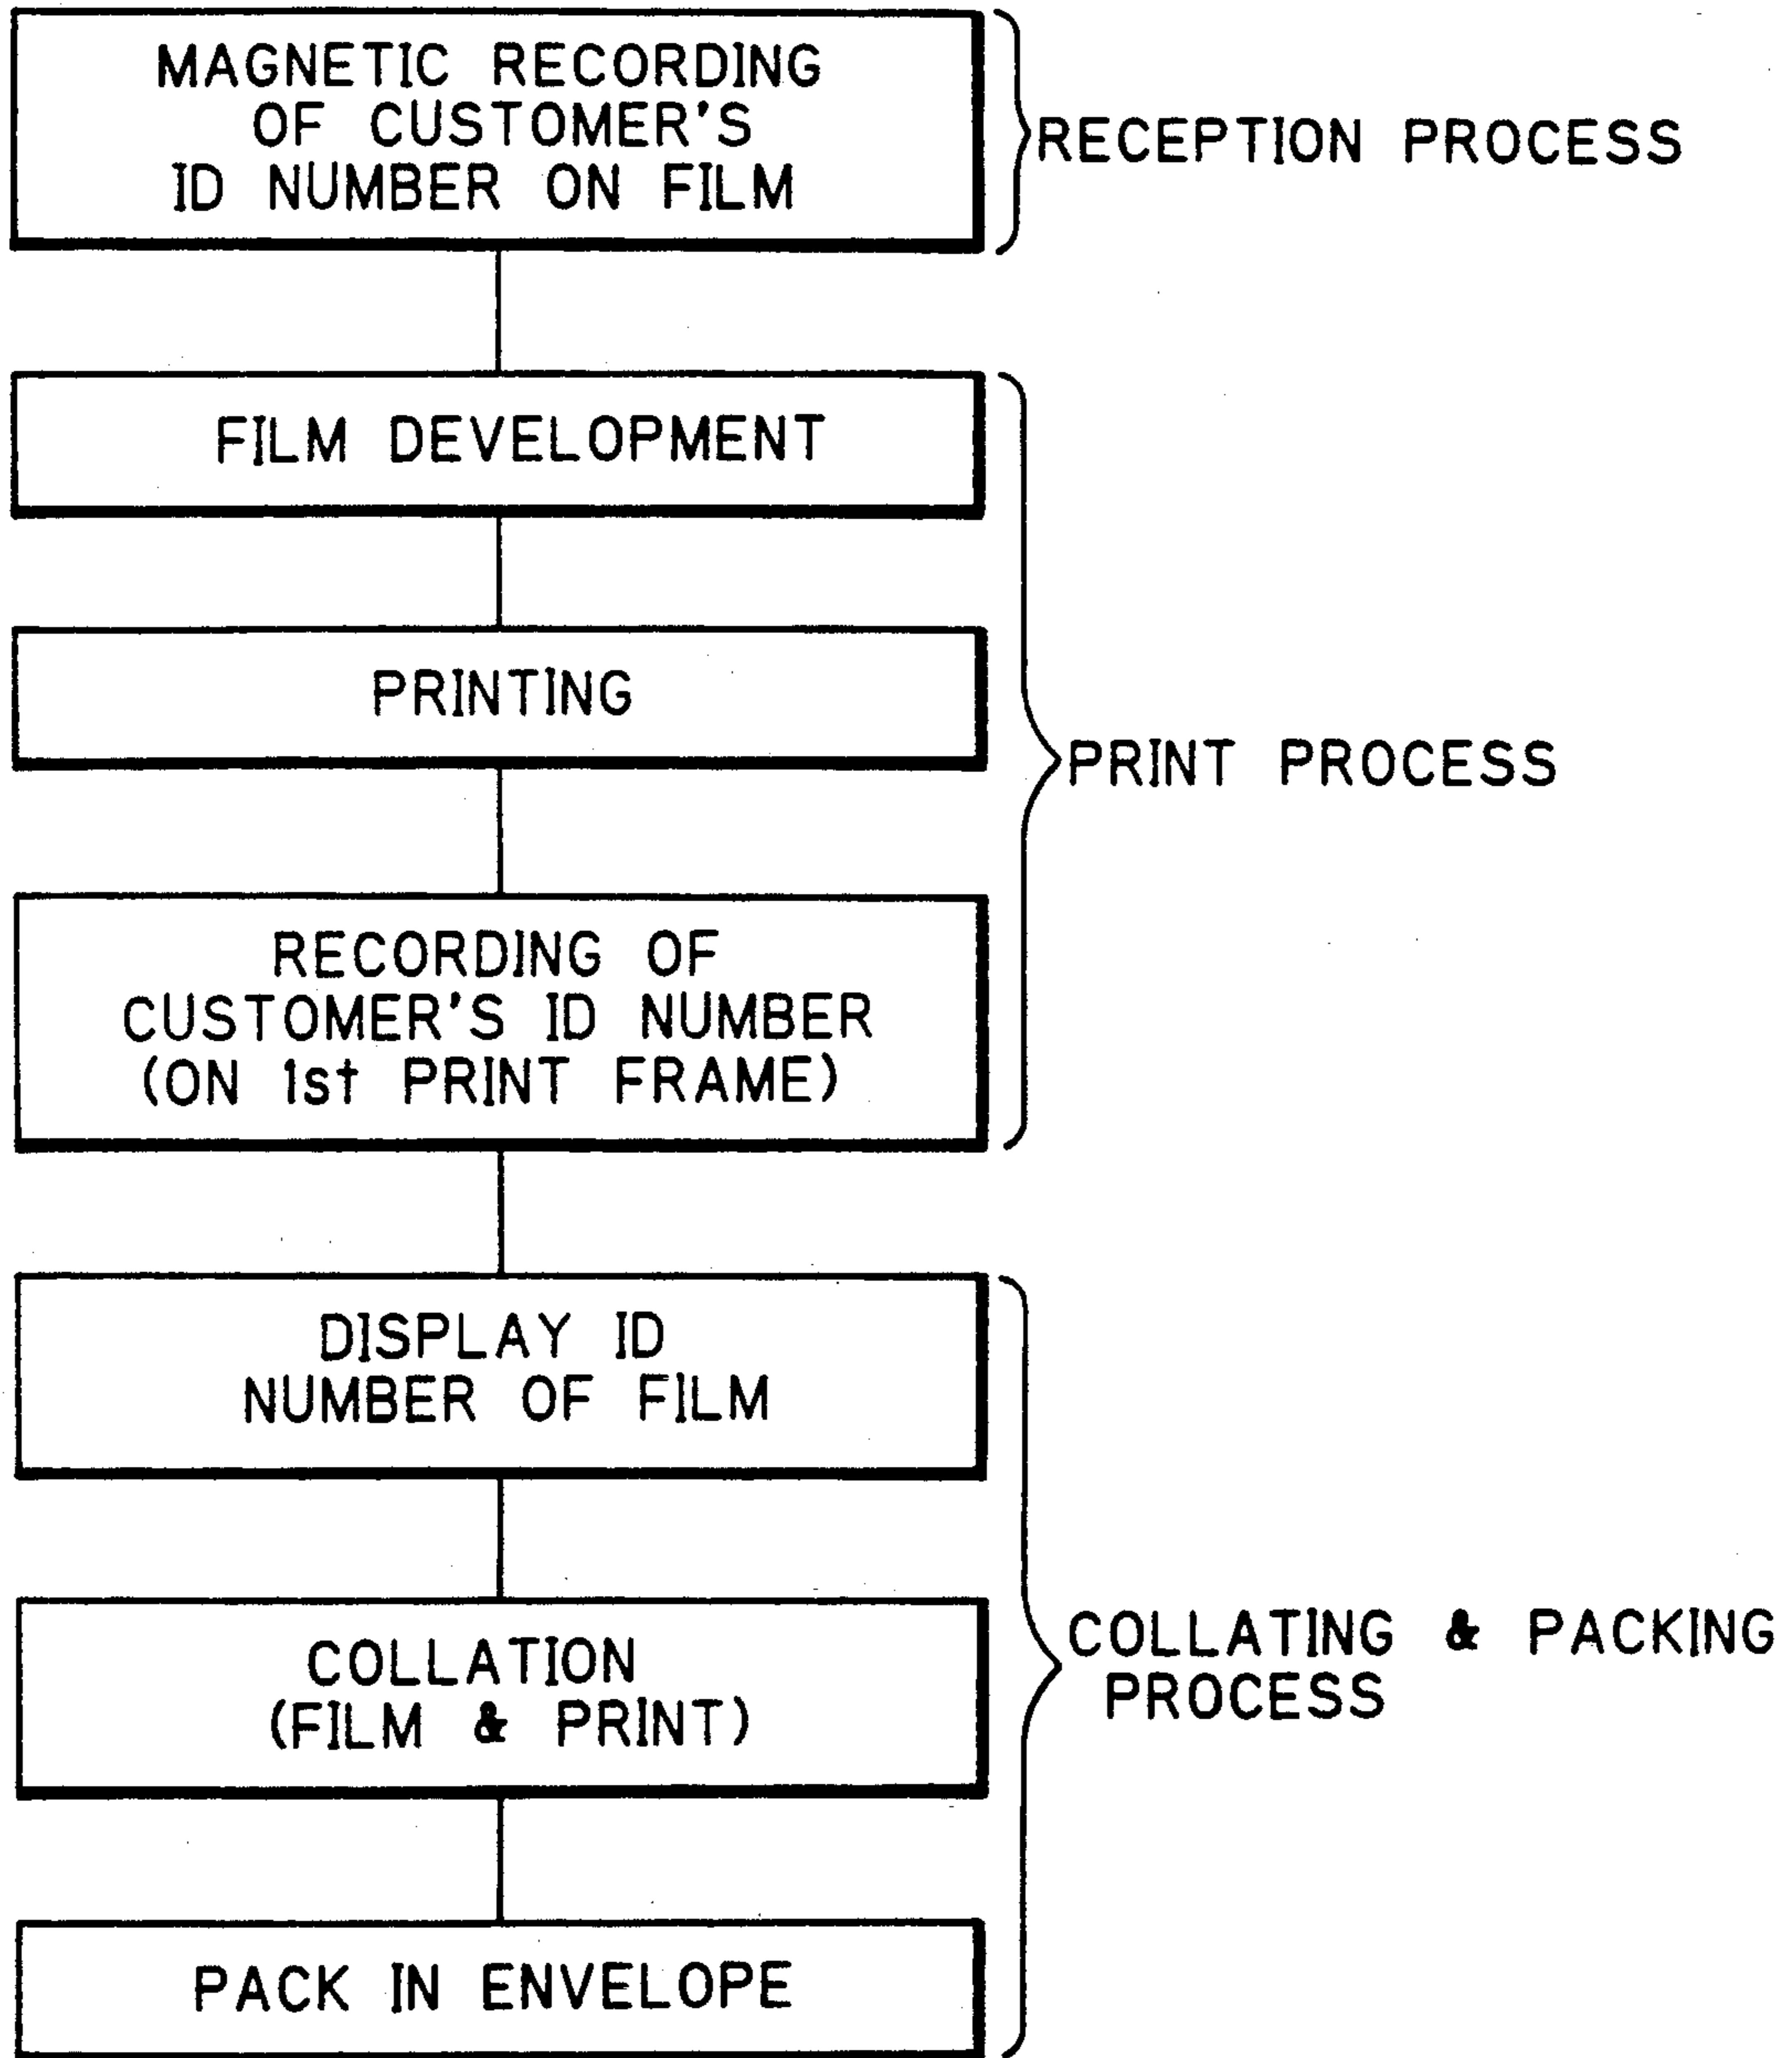 MAGNETIC RECORDING
OF CUSTOMER'S
ID NUMBER ON FILM
RECEPTION PROCESS
FILM DEVELOPMENT
PRINTING
PRINT PROCESS
RECORDING OF
CUSTOMER'S ID NUMBER
(ON 1st PRINT FRAME)
DISPLAY ID
NUMBER OF FILM
COLLATION
(FILM & PRINT)
COLLATING & PACKING
PROCESS
PACK IN ENVELOPE